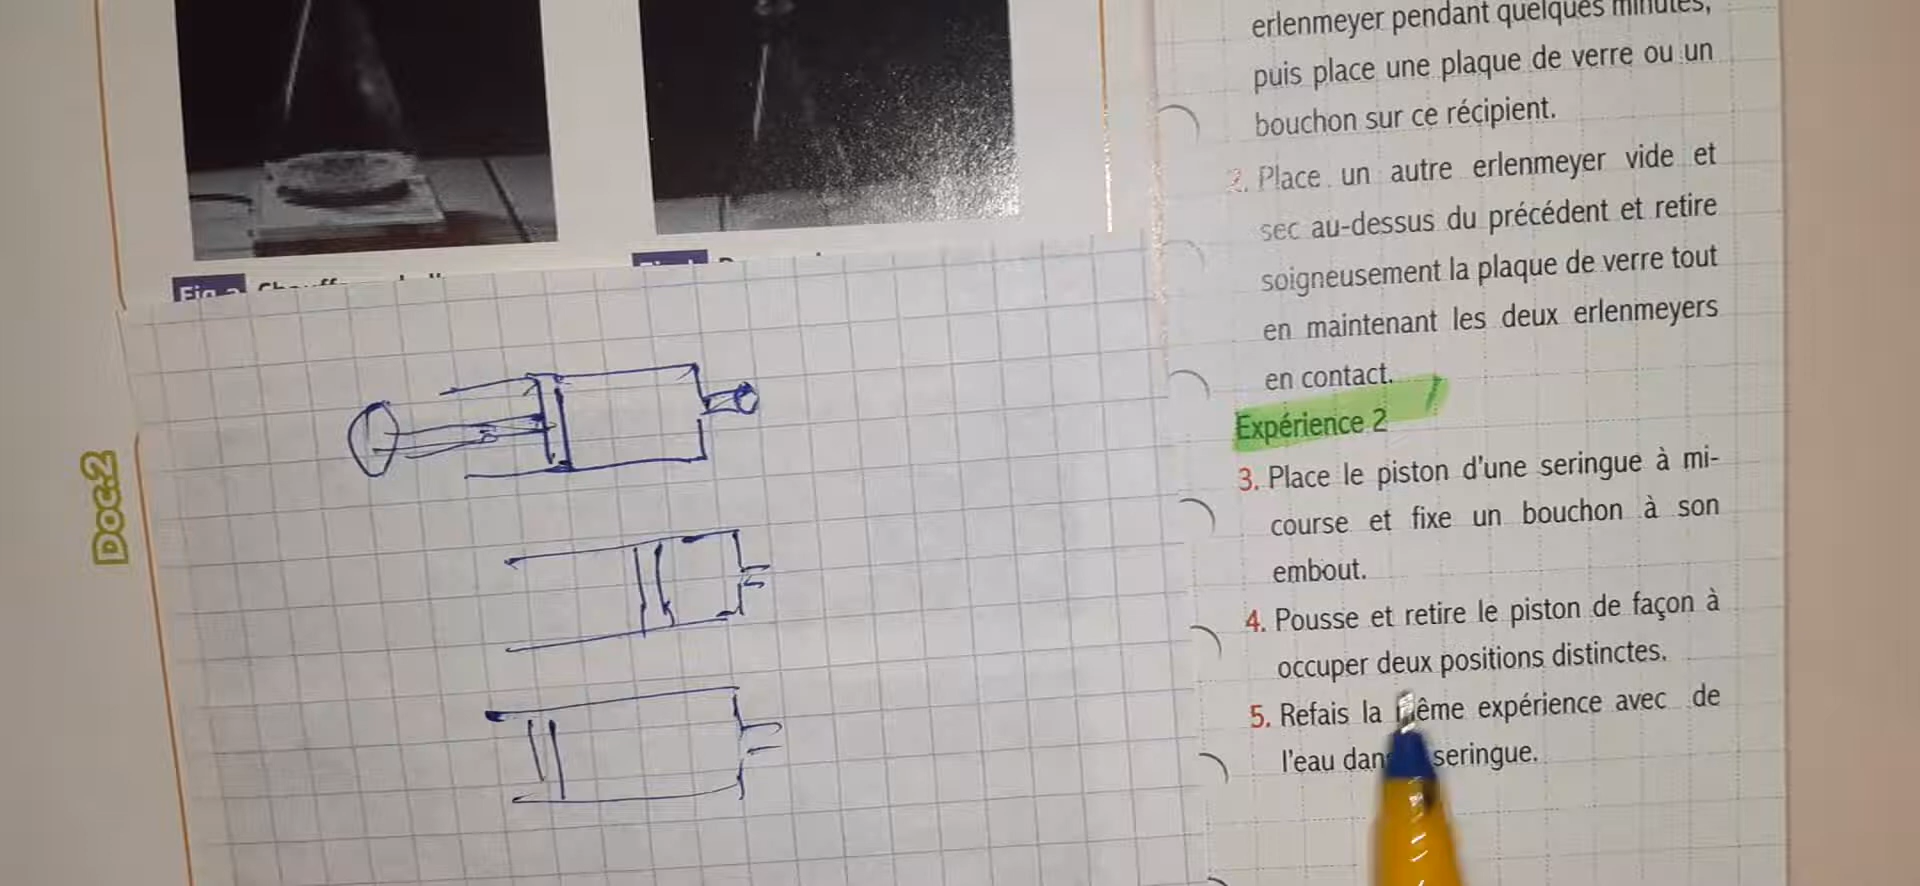 erlenmeyer pendant quelques minutes,
puis place une plaque de verre ou un
bouchon sur ce récipient.
2. Place un autre erlenmeyer vide et
sec au-dessus du précédent et retire
soigneusement la plaque de verre tout
en maintenant les deux erlenmeyers
en contact.
Expérience 2
3. Place le piston d'une seringue à mi-
course et fixe un bouchon à son
embout.
4. Pousse et retire le piston de façon à
occuper deux positions distinctes.
5. Refais la même expérience avec de
l'eau dans seringue.
Doc.2